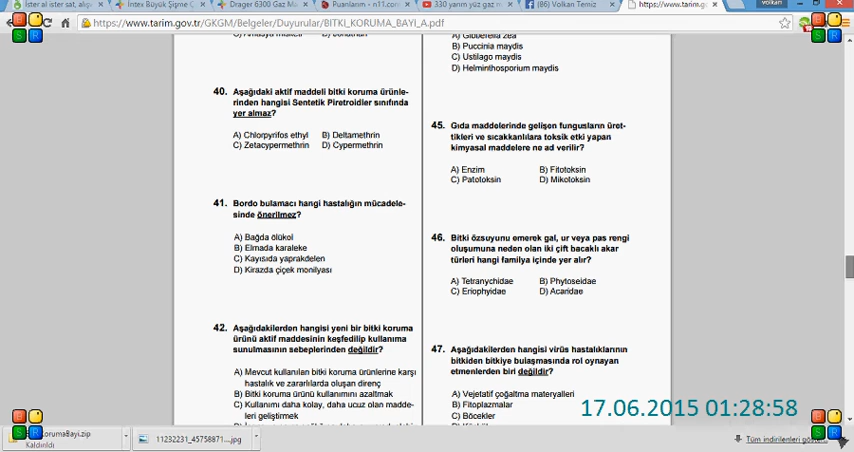 ister al ister sat, alışv
İntex Büyük Şişme Ç
Drager 6300 Gaz Ma
Puanlarım - n11.com
330 yarım yüz gaz m
(86) Volkan Temiz
https://www.tarim.go
volkan
https://www.tarim.gov.tr/GKGM/Belgeler/Duyurular/BITKI_KORUMA_BAYI_A.pdf
40. Aşağıdaki aktif maddeli bitki koruma ürünle-
rinden hangisi Sentetik Piretroidler sınıfında
yer almaz?
A) Chlorpyrifos ethyl B) Deltamethrin
C) Zetacypermethrin D) Cypermethrin
41. Bordo bulamacı hangi hastalığın mücadele-
sinde önerilmez?
A) Bağda ölükol
B) Elmada karaleke
C) Kayısıda yaprakdelen
D) Kirazda çiçek monilyası
42. Aşağıdakilerden hangisi yeni bir bitki koruma
ürünü aktif maddesinin keşfedilip kullanıma
sunulmasının sebeplerinden değildir?
A) Mevcut kullanılan bitki koruma ürünlerine karşı
hastalık ve zararlılarda oluşan direnç
B) Bitki koruma ürünü kullanımını azaltmak
C) Kullanımı daha kolay, daha ucuz olan madde-
leri geliştirmek
A) Gibberella zea
B) Puccinia maydis
C) Ustilago maydis
D) Helminthosporium maydis
45. Gıda maddelerinde gelişen fungusların üret-
tikleri ve sıcakkanlılara toksik etki yapan
kimyasal maddelere ne ad verilir?
A) Enzim B) Fitotoksin
C) Patotoksin D) Mikotoksin
46. Bitki özsuyunu emerek gal, ur veya pas rengi
oluşumuna neden olan iki çift bacaklı akar
türleri hangi familya içinde yer alır?
A) Tetranychidae B) Phytoseidae
C) Eriophyidae D) Acaridae
47. Aşağıdakilerden hangisi virüs hastalıklarının
bitkiden bitkiye bulaşmasında rol oynayan
etmenlerden biri değildir?
A) Vejetatif çoğaltma materyalleri
B) Fitoplazmalar
C) Böcekler
17.06.2015 01:28:58
KorumaBayi.zip
Kaldırıldı
11232231_45758871....jpg
Tüm indirilenleri göster...
B
S R
B
S R
B
S R
B
S R